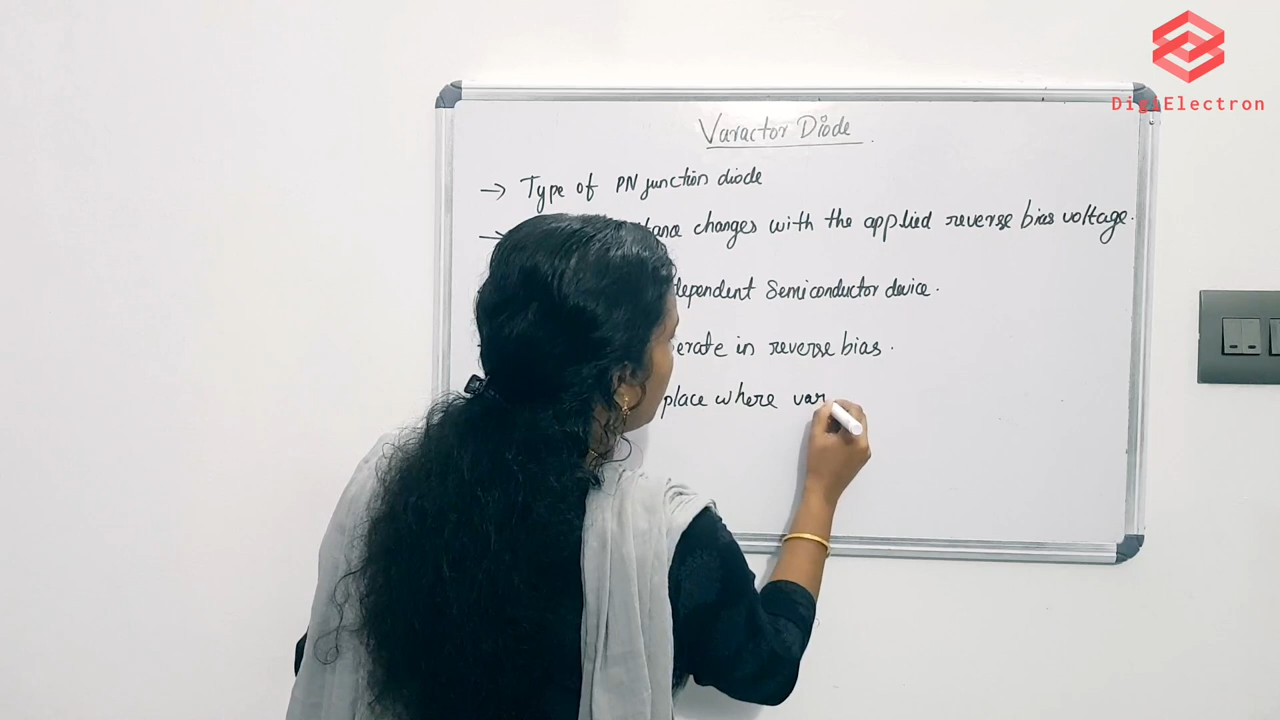 DigiElectron
Varactor Diode.
→ Type of PN junction diode
→ changes with the applied reverse bias voltage.
dependent Semiconductor device.
in reverse bias.
place where var